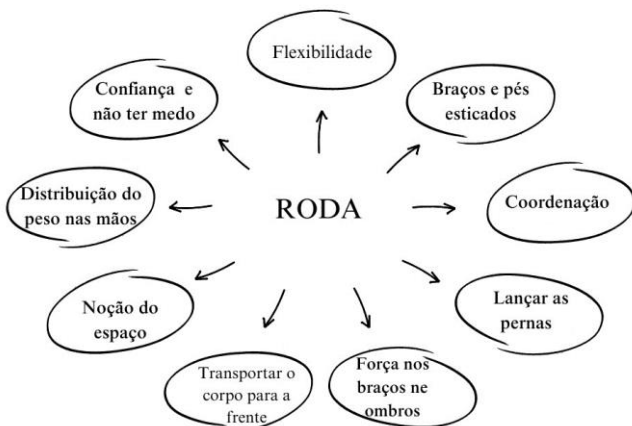 Flexibilidade
Confiança e
não ter medo
Braços e pés
esticados
Distribuição do
peso nas mãos
RODA
Coordenação
Noção do
espaço
Lançar as
pernas
Transportar o
corpo para a
frente
Força nos
braços ne
ombros